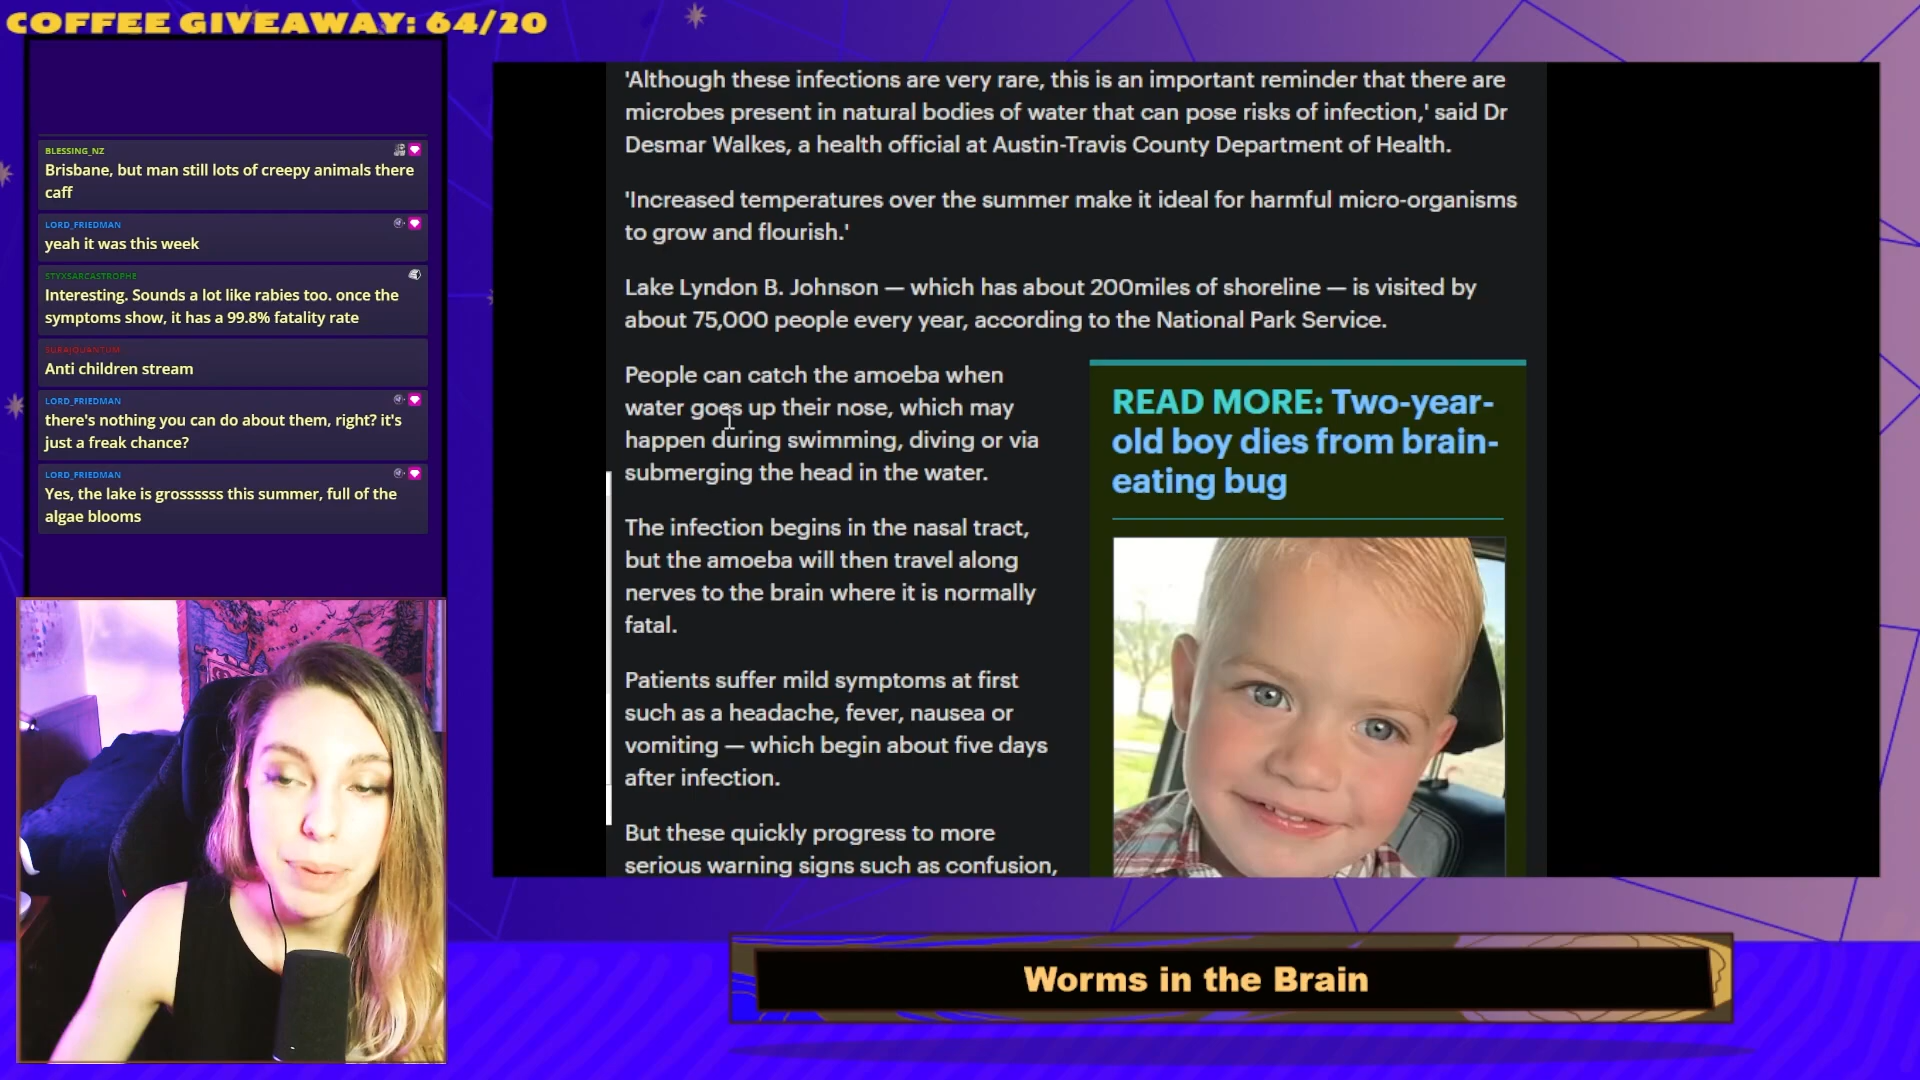 COFFEE GIVEAWAY: 64/20
BLESSING_NZ
Brisbane, but man still lots of creepy animals there
caff
LORD_FRIEDMAN
yeah it was this week
STYXSARCASTROPHE
Interesting. Sounds a lot like rabies too. once the
symptoms show, it has a 99.8% fatality rate
SUPAIQUANTUM
Anti children stream
LORD_FRIEDMAN
there's nothing you can do about them, right? it's
just a freak chance?
LORD_FRIEDMAN
Yes, the lake is grossssss this summer, full of the
algae blooms
'Although these infections are very rare, this is an important reminder that there are
microbes present in natural bodies of water that can pose risks of infection,' said Dr
Desmar Walkes, a health official at Austin-Travis County Department of Health.
'Increased temperatures over the summer make it ideal for harmful micro-organisms
to grow and flourish.'
Lake Lyndon B. Johnson — which has about 200miles of shoreline — is visited by
about 75,000 people every year, according to the National Park Service.
People can catch the amoeba when
water goes up their nose, which may
happen during swimming, diving or via
submerging the head in the water.
The infection begins in the nasal tract,
but the amoeba will then travel along
nerves to the brain where it is normally
fatal.
Patients suffer mild symptoms at first
such as a headache, fever, nausea or
vomiting — which begin about five days
after infection.
But these quickly progress to more
serious warning signs such as confusion,
READ MORE: Two-year-
old boy dies from brain-
eating bug
Worms in the Brain